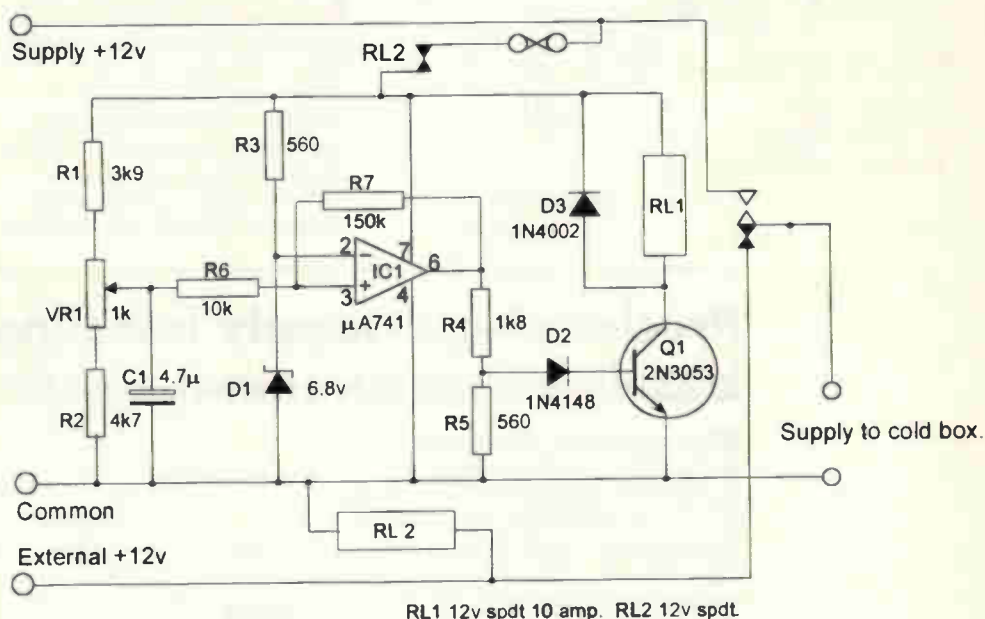 Supply +12v
RL2
R3
560
R1
3k9
R7
150k
D3
1N4002
RL1
2
7
6
IC1
3
4
μA741
R6
10k
VR1
1k
R4
1k8
D2
1N4148
Q1
2N3053
C1
4.7μ
D1
6.8v
R2
4k7
R5
560
Supply to cold box.
Common
RL 2
External +12v
RL1 12v spdt 10 amp. RL2 12v spdt.